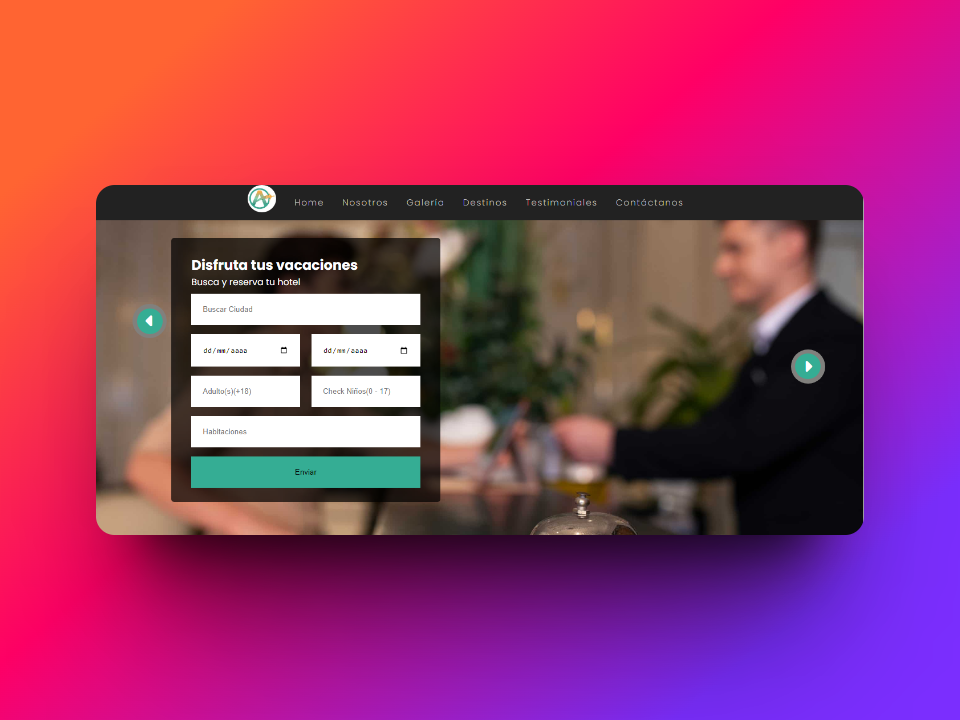 Home Nosotros Galería Destinos Testimoniales Contáctanos
Disfruta tus vacaciones
Busca y reserva tu hotel
Buscar Ciudad
dd/mm/aaaa dd/mm/aaaa
Adulto(s)(+18) Check Niños(0 - 17)
Habitaciones
Enviar